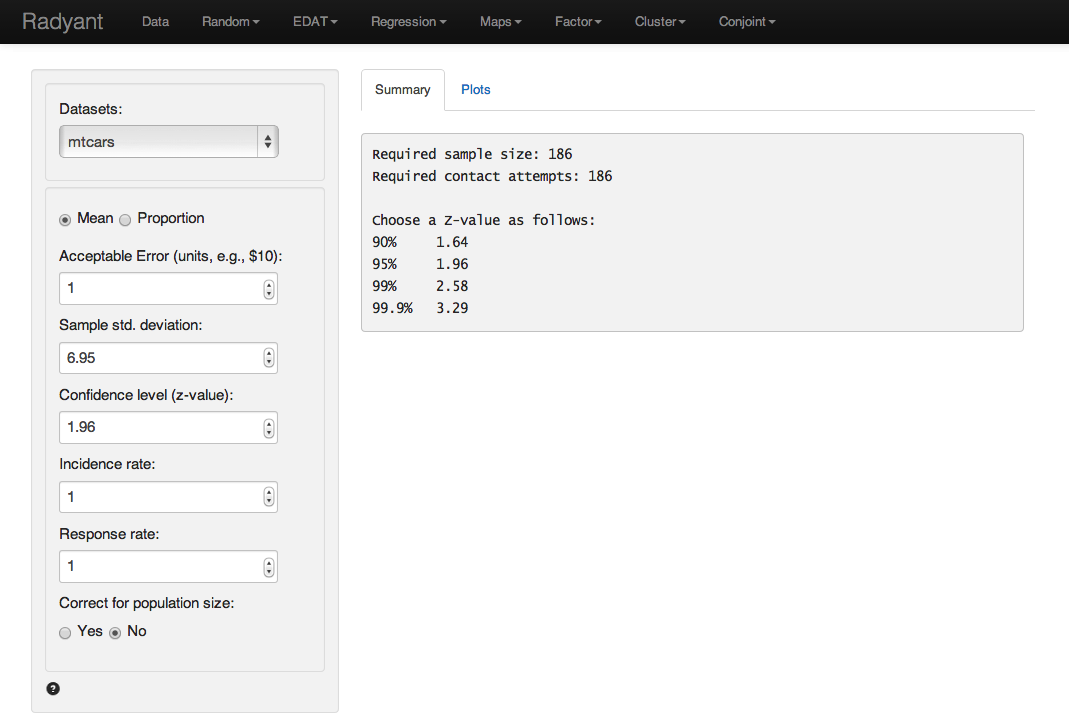 Radyant Data Random EDAT Regression Maps Factor Cluster Conjoint
Datasets:
mtcars
Mean Proportion
Acceptable Error (units, e.g., $10):
1
Sample std. deviation:
6.95
Confidence level (z-value):
1.96
Incidence rate:
1
Response rate:
1
Correct for population size:
Yes No
?
Summary Plots
Required sample size: 186
Required contact attempts: 186
Choose a Z-value as follows:
90% 1.64
95% 1.96
99% 2.58
99.9% 3.29